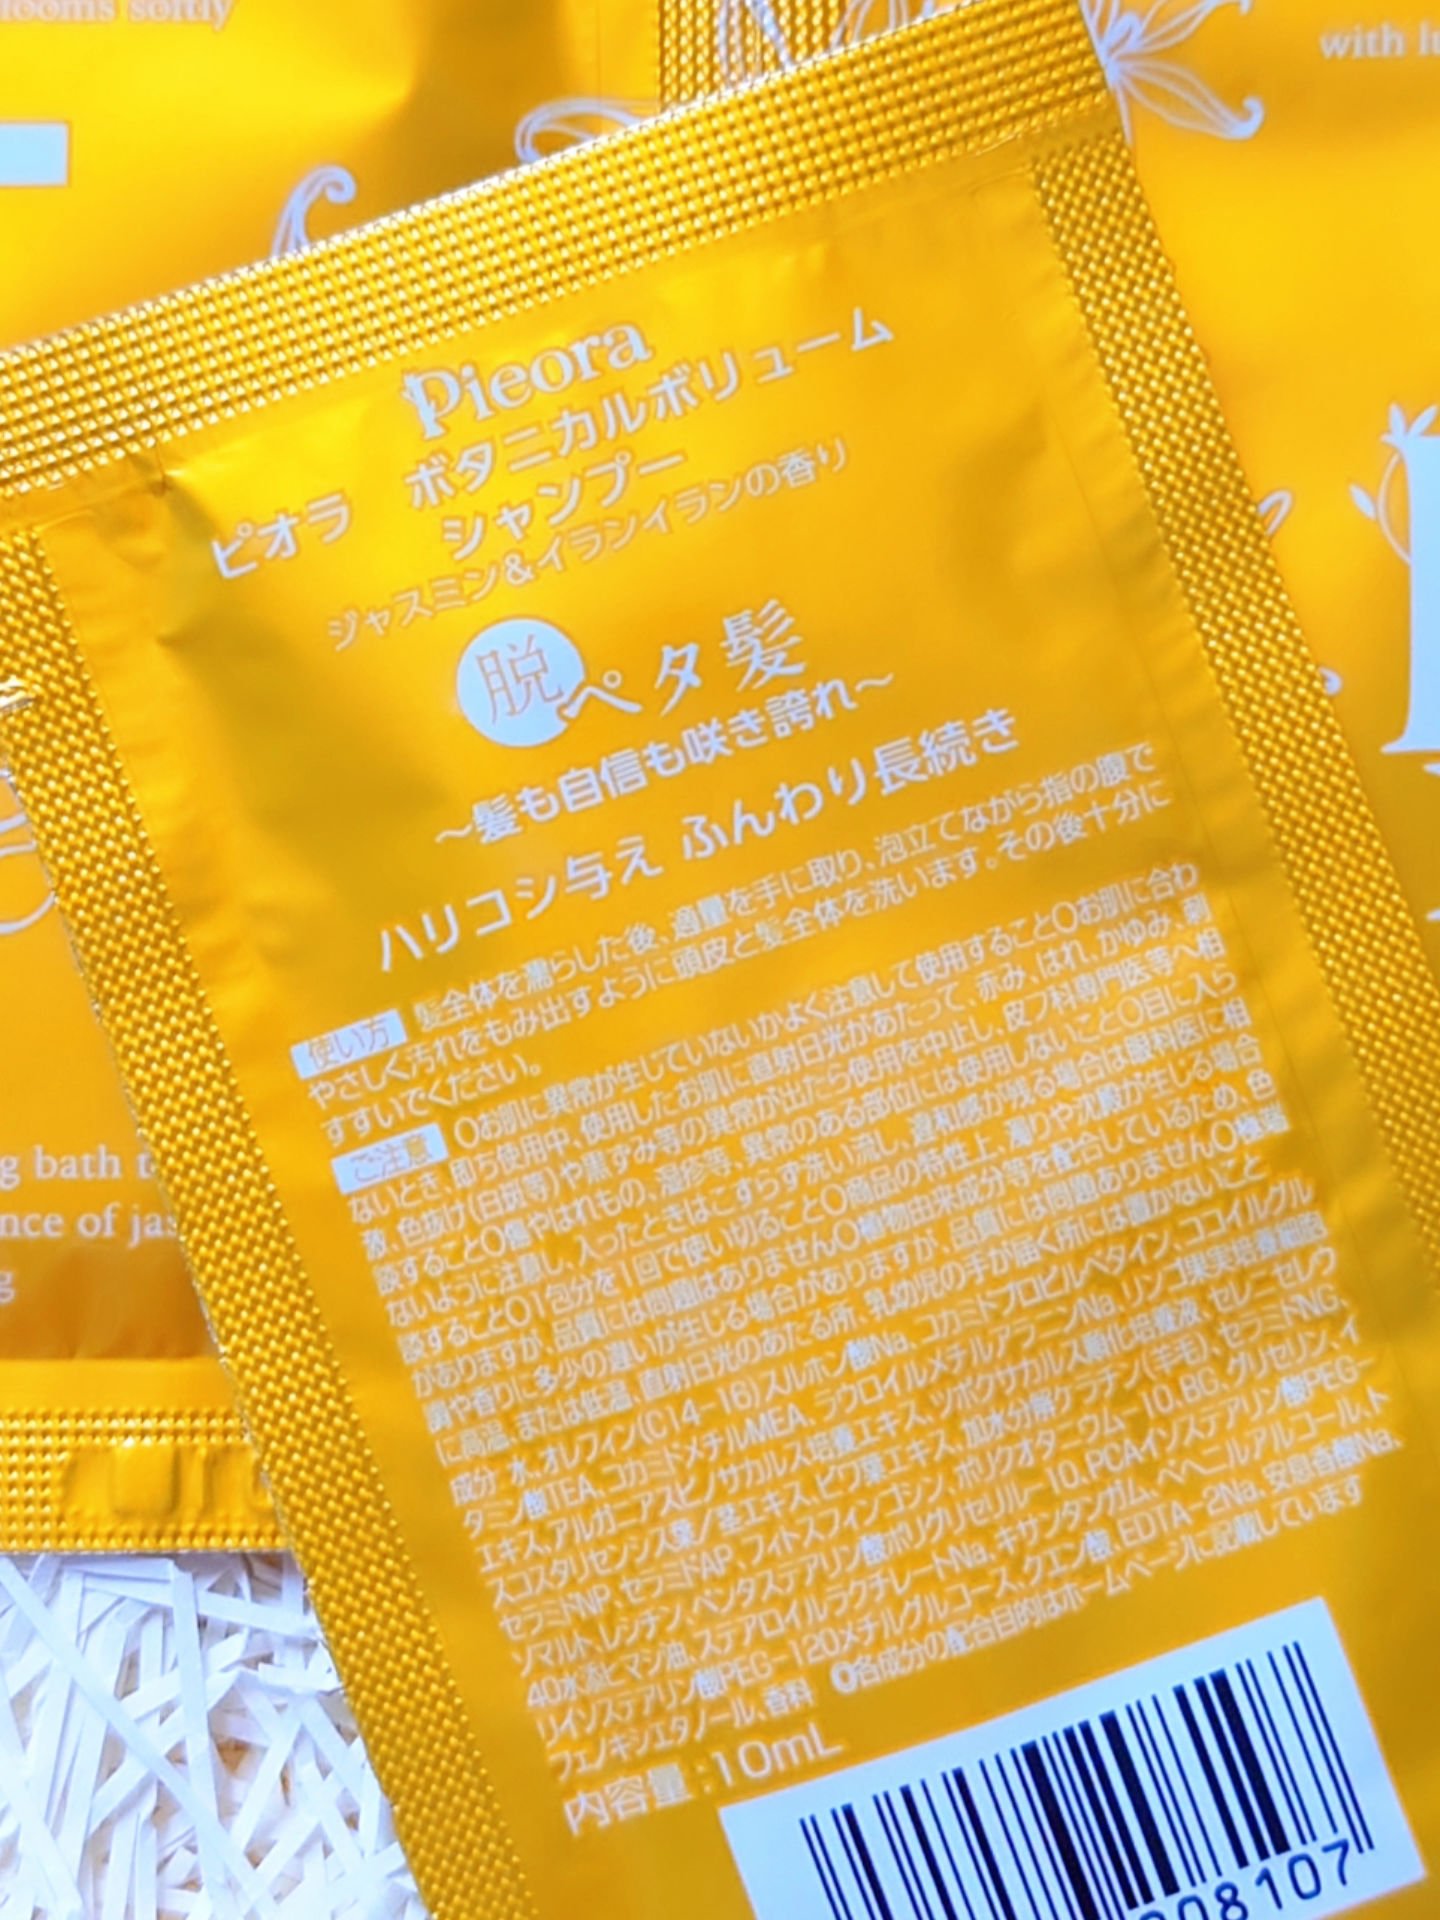 looms softly
with lu
Pieora
ピオラ ボタニカルボリューム
シャンプー
ジャスミン&イランイランの香り
脱ペタ髪
～髪も自信も咲き誇れ～
ハリコシ与え ふんわり長続き
使い方 髪全体を濡らした後、適量を手に取り、泡立てながら指の腹で
やさしく汚れをもみ出すように頭皮と髪全体を洗います。その後十分に
すすいでください。
ご注意 〇お肌に異常が生じていないかよく注意して使用すること〇お肌に合わ
ないとき、即ち使用中、使用したお肌に直射日光があたって、赤み、はれ、かゆみ、刺
激、色抜け(白斑等)や黒ずみ等の異常が出たら使用を中止し、皮フ科専門医等へ相
談すること〇傷やはれもの、湿疹等、異常のある部位には使用しないこと〇目に入ら
ないように注意し、入ったときはこすらず洗い流し、違和感が残る場合は眼科医に相
談すること〇1包分を1回で使い切ること〇商品の特性上、濁りや沈殿が生じる場合
がありますが、品質には問題はありません〇植物由来成分等を配合しているため、色
調や香りに多少の違いが生じる場合がありますが、品質には問題ありません〇極端
に高温、または低温、直射日光のあたる所、乳幼児の手が届く所には置かないこと
成分 水、オレフィン(C14-16)スルホン酸Na、コカミドプロピルベタイン、ココイルグル
タミン酸TEA、コカミドメチルMEA、ラウロイルメチルアラニンNa、リンゴ果実培養細胞
エキス、アルガニアスピノサカルス培養エキス、ツボクサカルス順化培養液、セレニセレウ
スコスタリセンシス葉/茎エキス、ビワ葉エキス、加水分解ケラチン(羊毛)、セラミドNG、
セラミドNP、セラミドAP、フィトスフィンゴシン、ポリクオタニウム-10、BG、グリセリン、イ
ソマルト、レシチン、ペンタステアリン酸ポリグリセリル-10、PCAイソステアリン酸PEG-
40水添ヒマシ油、ステアロイルラクチレートNa、キサンタンガム、ベヘニルアルコール、ト
リイソステアリン酸PEG-120メチルグルコース、クエン酸、EDTA-2Na、安息香酸Na、
フェノキシエタノール、香料 各成分の配合目的はホームページに記載しています
内容量:10mL
08107
g bath
nce of jas
g